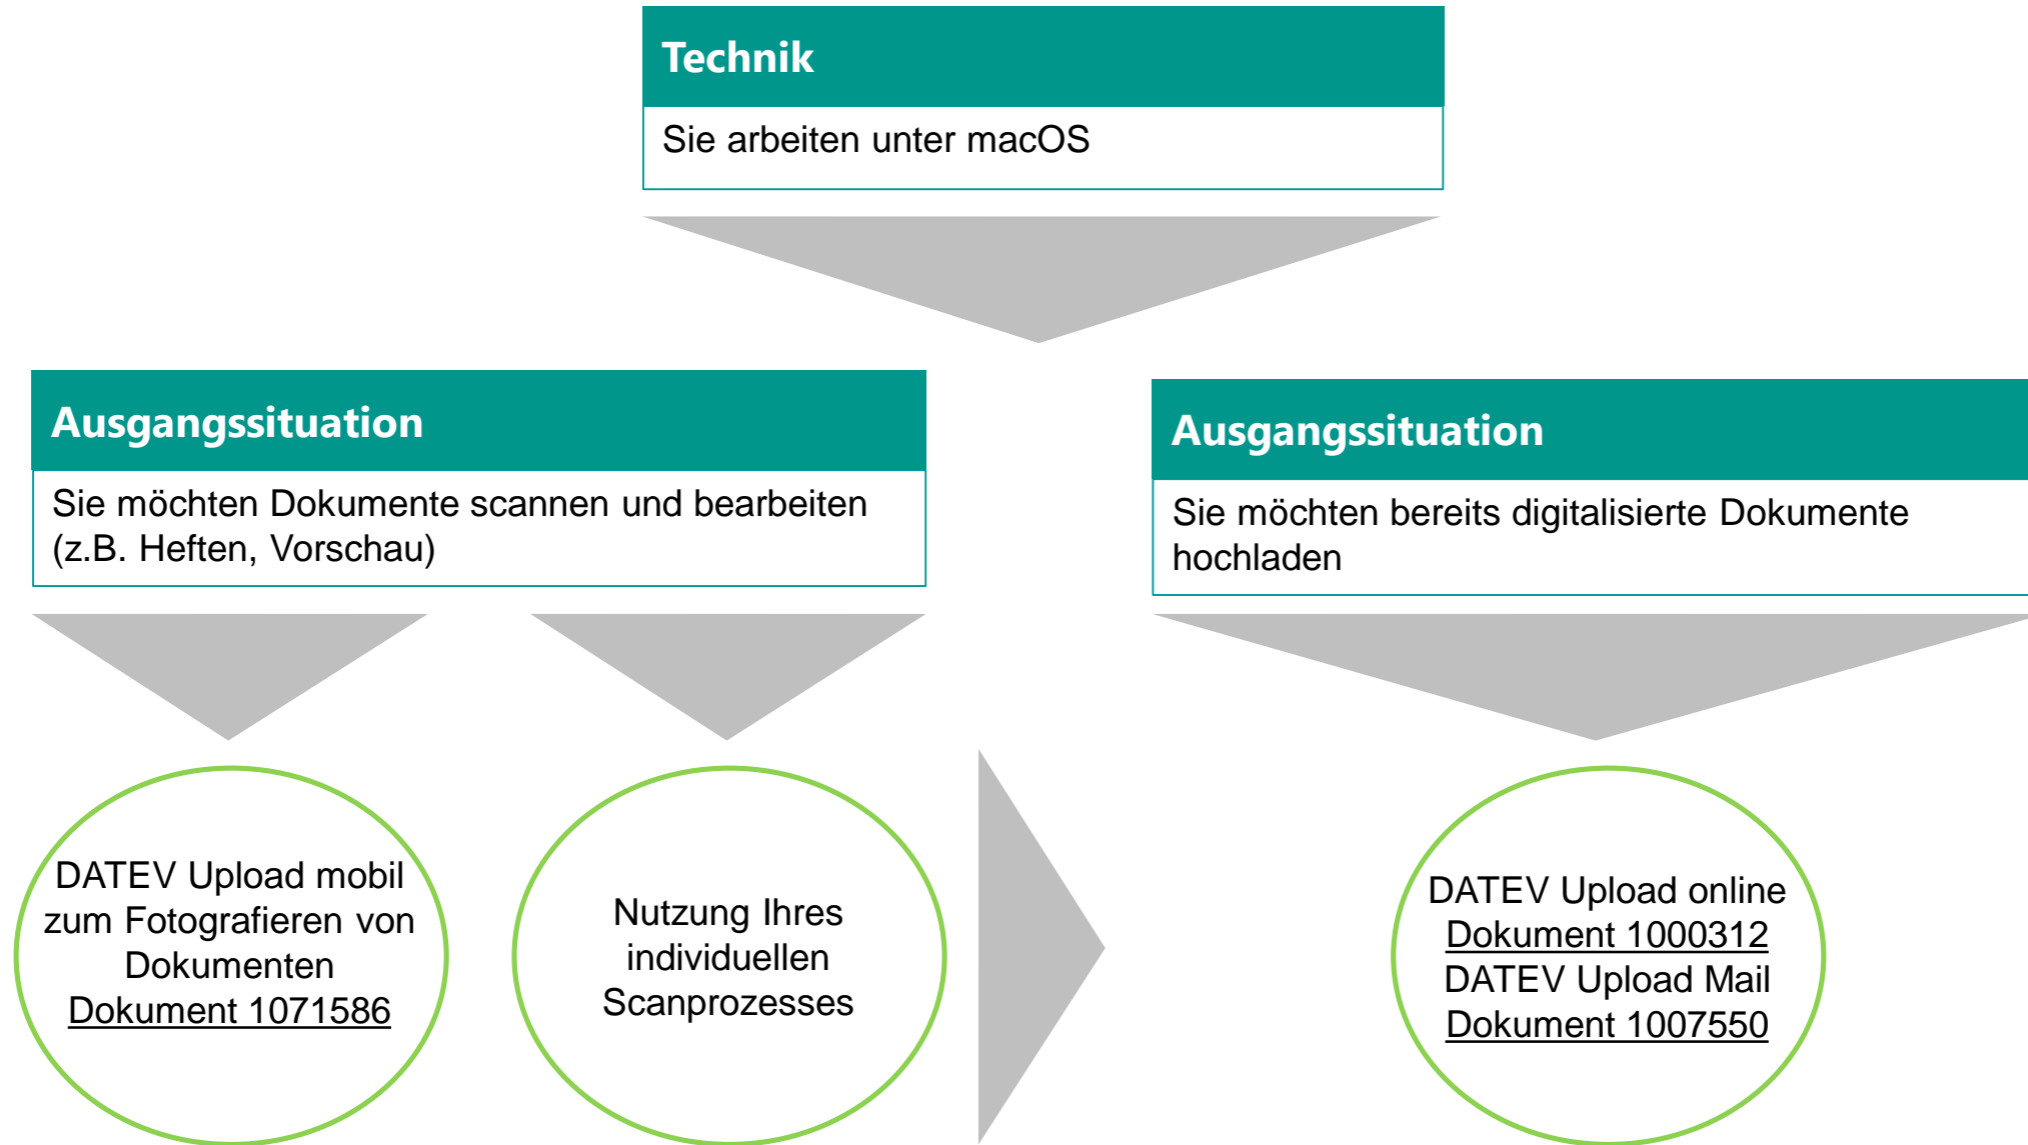 Technik
Sie arbeiten unter macOS
Ausgangssituation
Sie möchten Dokumente scannen und bearbeiten
(z.B. Heften, Vorschau)
Ausgangssituation
Sie möchten bereits digitalisierte Dokumente
hochladen
DATEV Upload mobil
zum Fotografieren von
Dokumenten
Dokument 1071586
Nutzung Ihres
individuellen
Scanprozesses
DATEV Upload online
Dokument 1000312
DATEV Upload Mail
Dokument 1007550